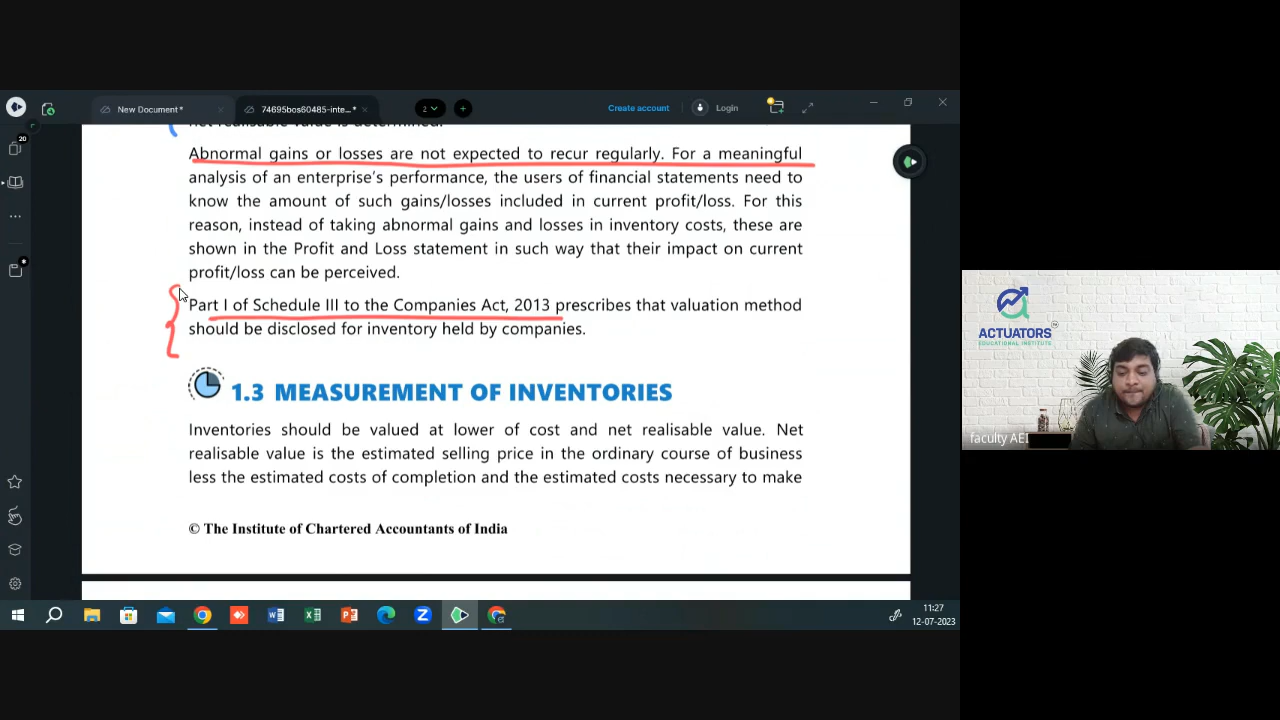 New Document*
74695bos60485-inte...*
2
Create account
Login
20
net realisable value is determined.
Abnormal gains or losses are not expected to recur regularly. For a meaningful
analysis of an enterprise's performance, the users of financial statements need to
know the amount of such gains/losses included in current profit/loss. For this
reason, instead of taking abnormal gains and losses in inventory costs, these are
shown in the Profit and Loss statement in such way that their impact on current
profit/loss can be perceived.
Part I of Schedule III to the Companies Act, 2013 prescribes that valuation method
should be disclosed for inventory held by companies.
1.3 MEASUREMENT OF INVENTORIES
Inventories should be valued at lower of cost and net realisable value. Net
realisable value is the estimated selling price in the ordinary course of business
less the estimated costs of completion and the estimated costs necessary to make
© The Institute of Chartered Accountants of India
ACTUATORS
EDUCATIONAL INSTITUTE
faculty AEI
11:27
12-07-2023